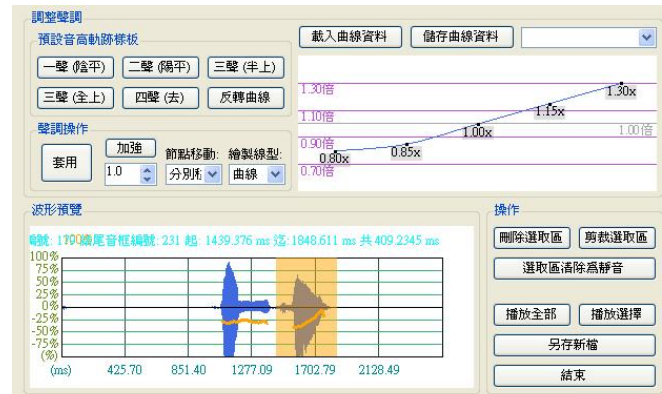 調整聲調
預設音高軌跡樣板
載入曲線資料 儲存曲線資料
一聲 (陰平) 二聲 (陽平) 三聲 (半上)
三聲 (全上) 四聲 (去) 反轉曲線
聲調操作
套用 加強 節點移動: 繪製線型:
1.0 分別 曲線
1.30倍 1.30x
1.10倍 1.15x
1.00x 1.00倍
0.90倍 0.85x
0.80x
0.70倍
波形預覽
尾音框編號: 231 起: 1439.376 ms 迄: 1848.611 ms 共 409.2345 ms
100%
75%
50%
25%
0%
-25%
-50%
-75%
(%)
(ms) 425.70 851.40 1277.09 1702.79 2128.49
操作
刪除選取區 剪裁選取區
選取區清除為靜音
播放全部 播放選擇
另存新檔
結束